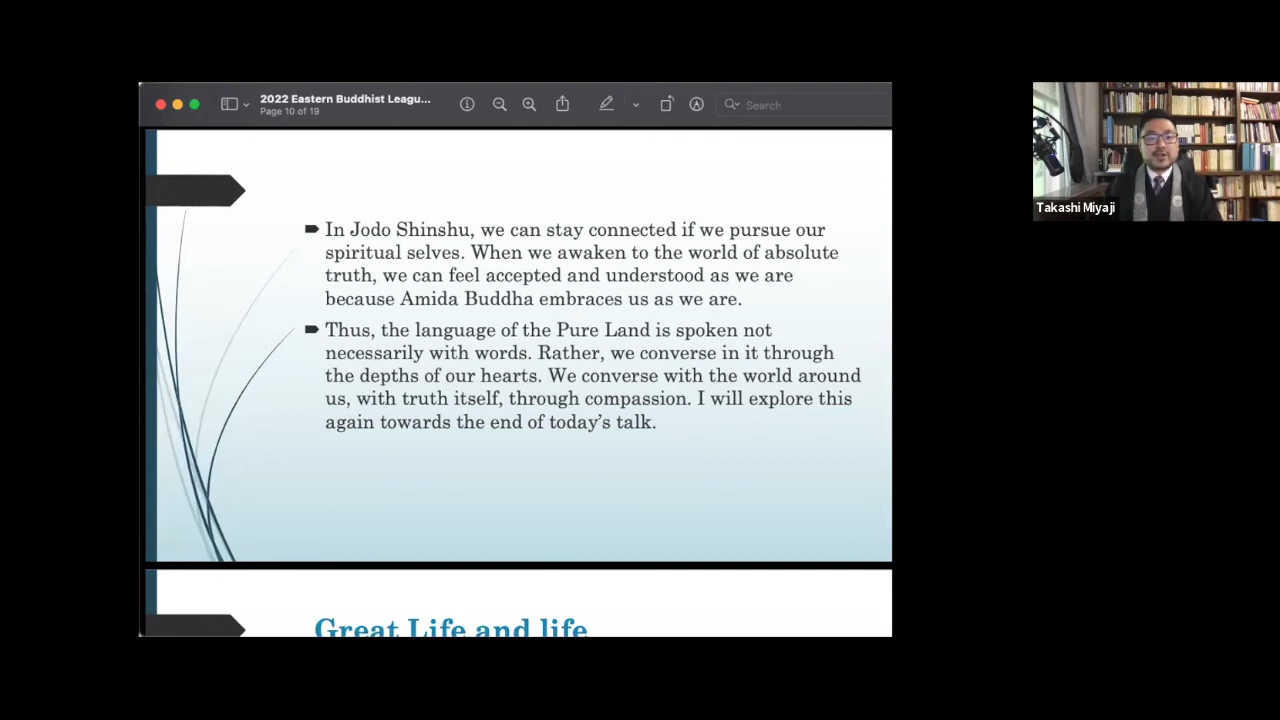 2022 Eastern Buddhist Leagu...
Page 10 of 19
Search
In Jodo Shinshu, we can stay connected if we pursue our
spiritual selves. When we awaken to the world of absolute
truth, we can feel accepted and understood as we are
because Amida Buddha embraces us as we are.
Thus, the language of the Pure Land is spoken not
necessarily with words. Rather, we converse in it through
the depths of our hearts. We converse with the world around
us, with truth itself, through compassion. I will explore this
again towards the end of today’s talk.
Great Life and life
Takashi Miyaji